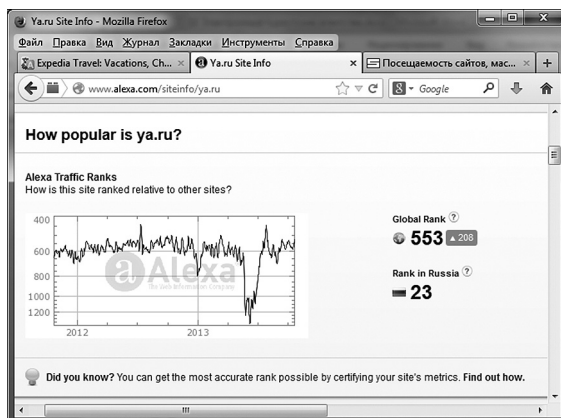 Ya.ru Site Info - Mozilla Firefox
Файл Правка Вид Журнал Закладки Инструменты Справка
Expedia Travel: Vacations, Ch... × Ya.ru Site Info × Посещаемость сайтов, мас... × +
www.alexa.com/siteinfo/ya.ru Google
How popular is ya.ru?
Alexa Traffic Ranks
How is this site ranked relative to other sites?
Global Rank ?
553 ▲ 208
Rank in Russia ?
23
400
600
800
1000
1200
Alexa
The Web Information Company
2012 2013
Did you know? You can get the most accurate rank possible by certifying your site's metrics. Find out how.